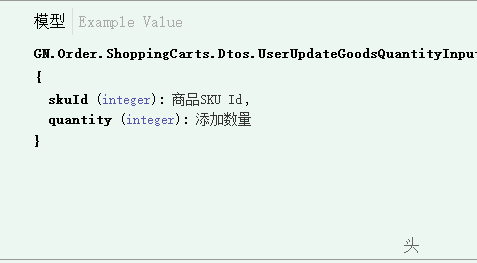 模型 Example Value
GN.Order.ShoppingCarts.Dtos.UserUpdateGoodsQuantityInput
{
skuId (integer): 商品SKU Id,
quantity (integer): 添加数量
}
头